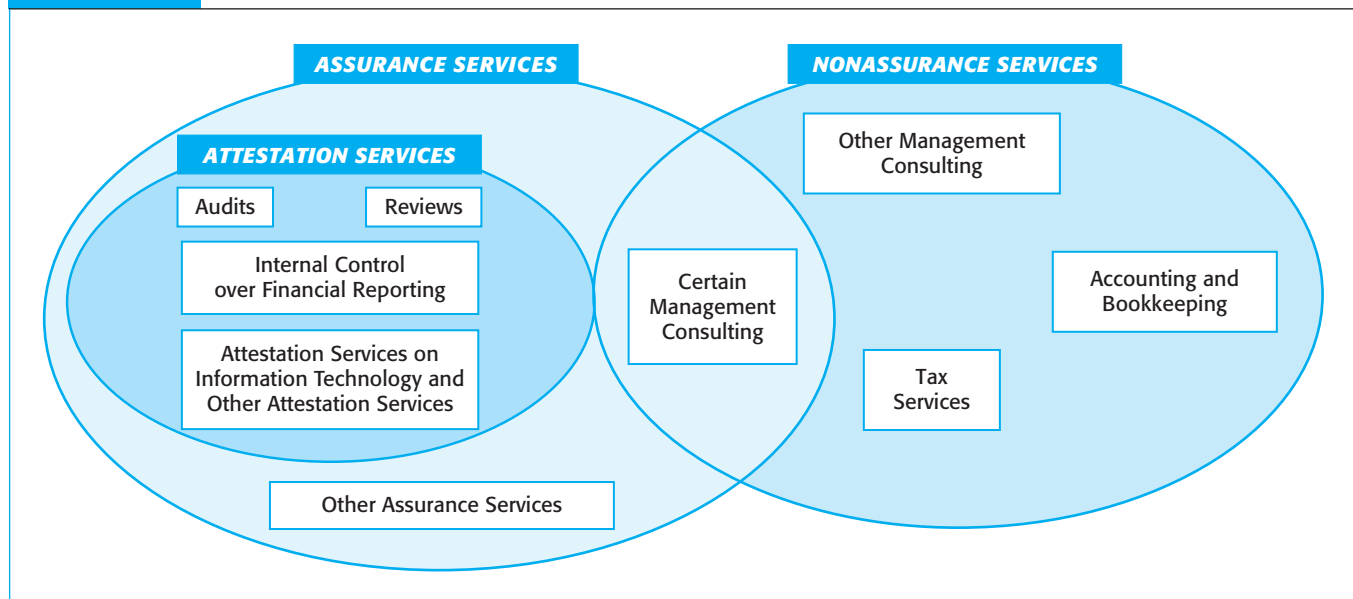 ASSURANCE SERVICES
NONASSURANCE SERVICES
ATTESTATION SERVICES
Audits
Reviews
Internal Control
over Financial Reporting
Attestation Services on
Information Technology and
Other Attestation Services
Other Assurance Services
Certain
Management
Consulting
Other Management
Consulting
Accounting and
Bookkeeping
Tax
Services